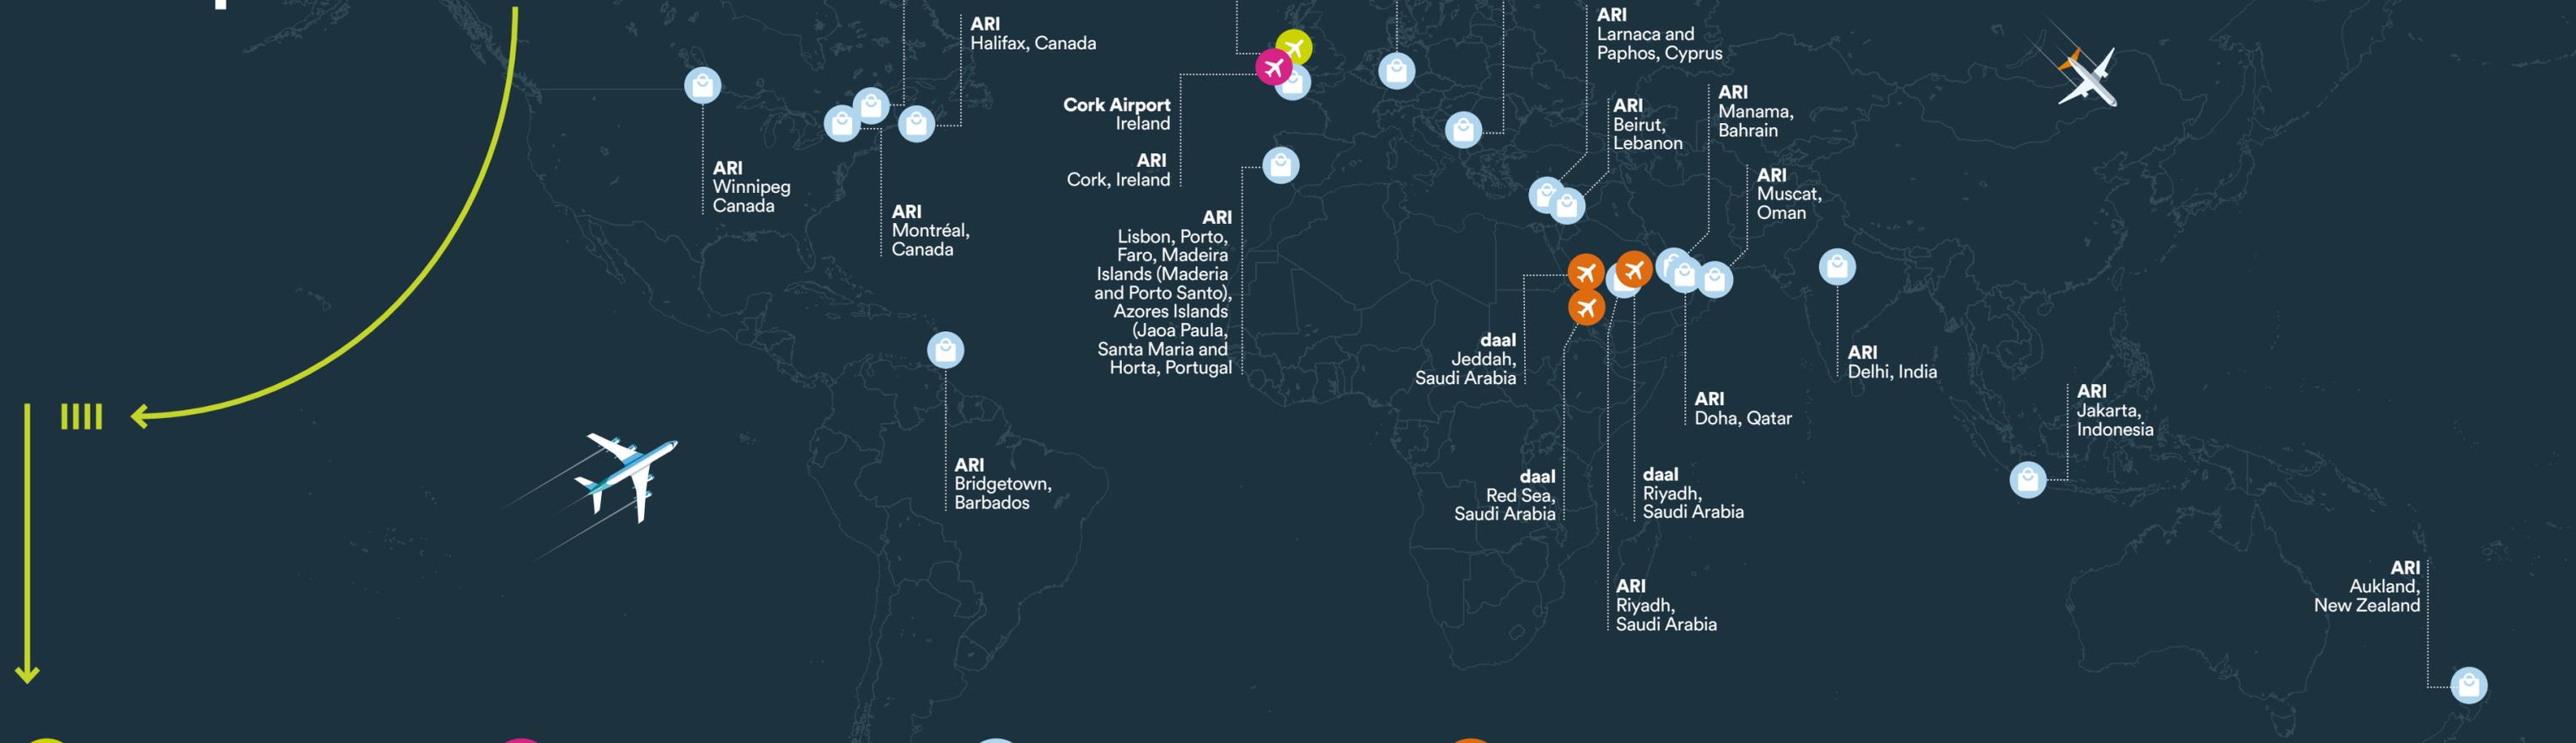 ARI
Halifax, Canada
ARI
Winnipeg
Canada
ARI
Montréal,
Canada
ARI
Bridgetown,
Barbados
Cork Airport
Ireland
ARI
Cork, Ireland
ARI
Lisbon, Porto,
Faro, Madeira
Islands (Maderia
and Porto Santo),
Azores Islands
(Jaoa Paula,
Santa Maria and
Horta, Portugal
ARI
Larnaca and
Paphos, Cyprus
ARI
Beirut,
Lebanon
ARI
Manama,
Bahrain
ARI
Muscat,
Oman
daal
Jeddah,
Saudi Arabia
daal
Red Sea,
Saudi Arabia
daal
Riyadh,
Saudi Arabia
ARI
Riyadh,
Saudi Arabia
ARI
Doha, Qatar
ARI
Delhi, India
ARI
Jakarta,
Indonesia
ARI
Aukland,
New Zealand